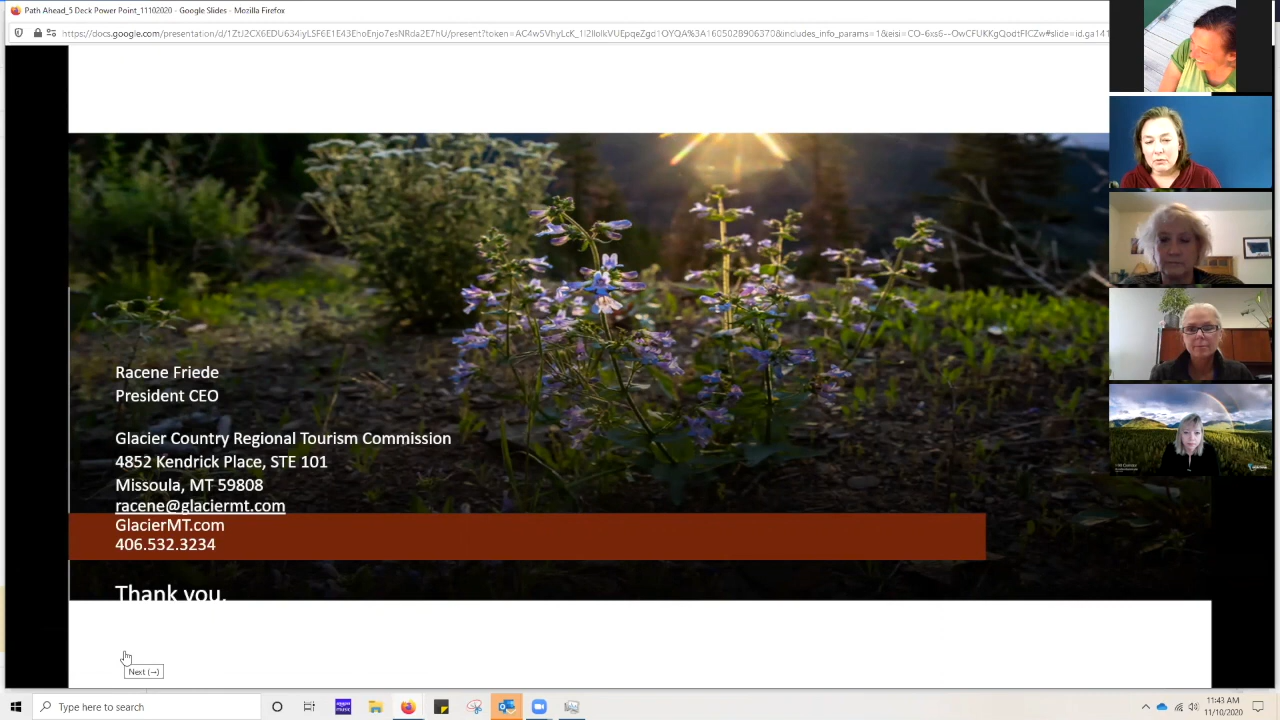 Path Ahead_5 Deck Power Point_11102020 - Google Slides - Mozilla Firefox
Racene Friede
President CEO
Glacier Country Regional Tourism Commission
4852 Kendrick Place, STE 101
Missoula, MT 59808
racene@glaciermt.com
GlacierMT.com
406.532.3234
Thank you.
Next (→)
Type here to search
music
11:43 AM
11/10/2020